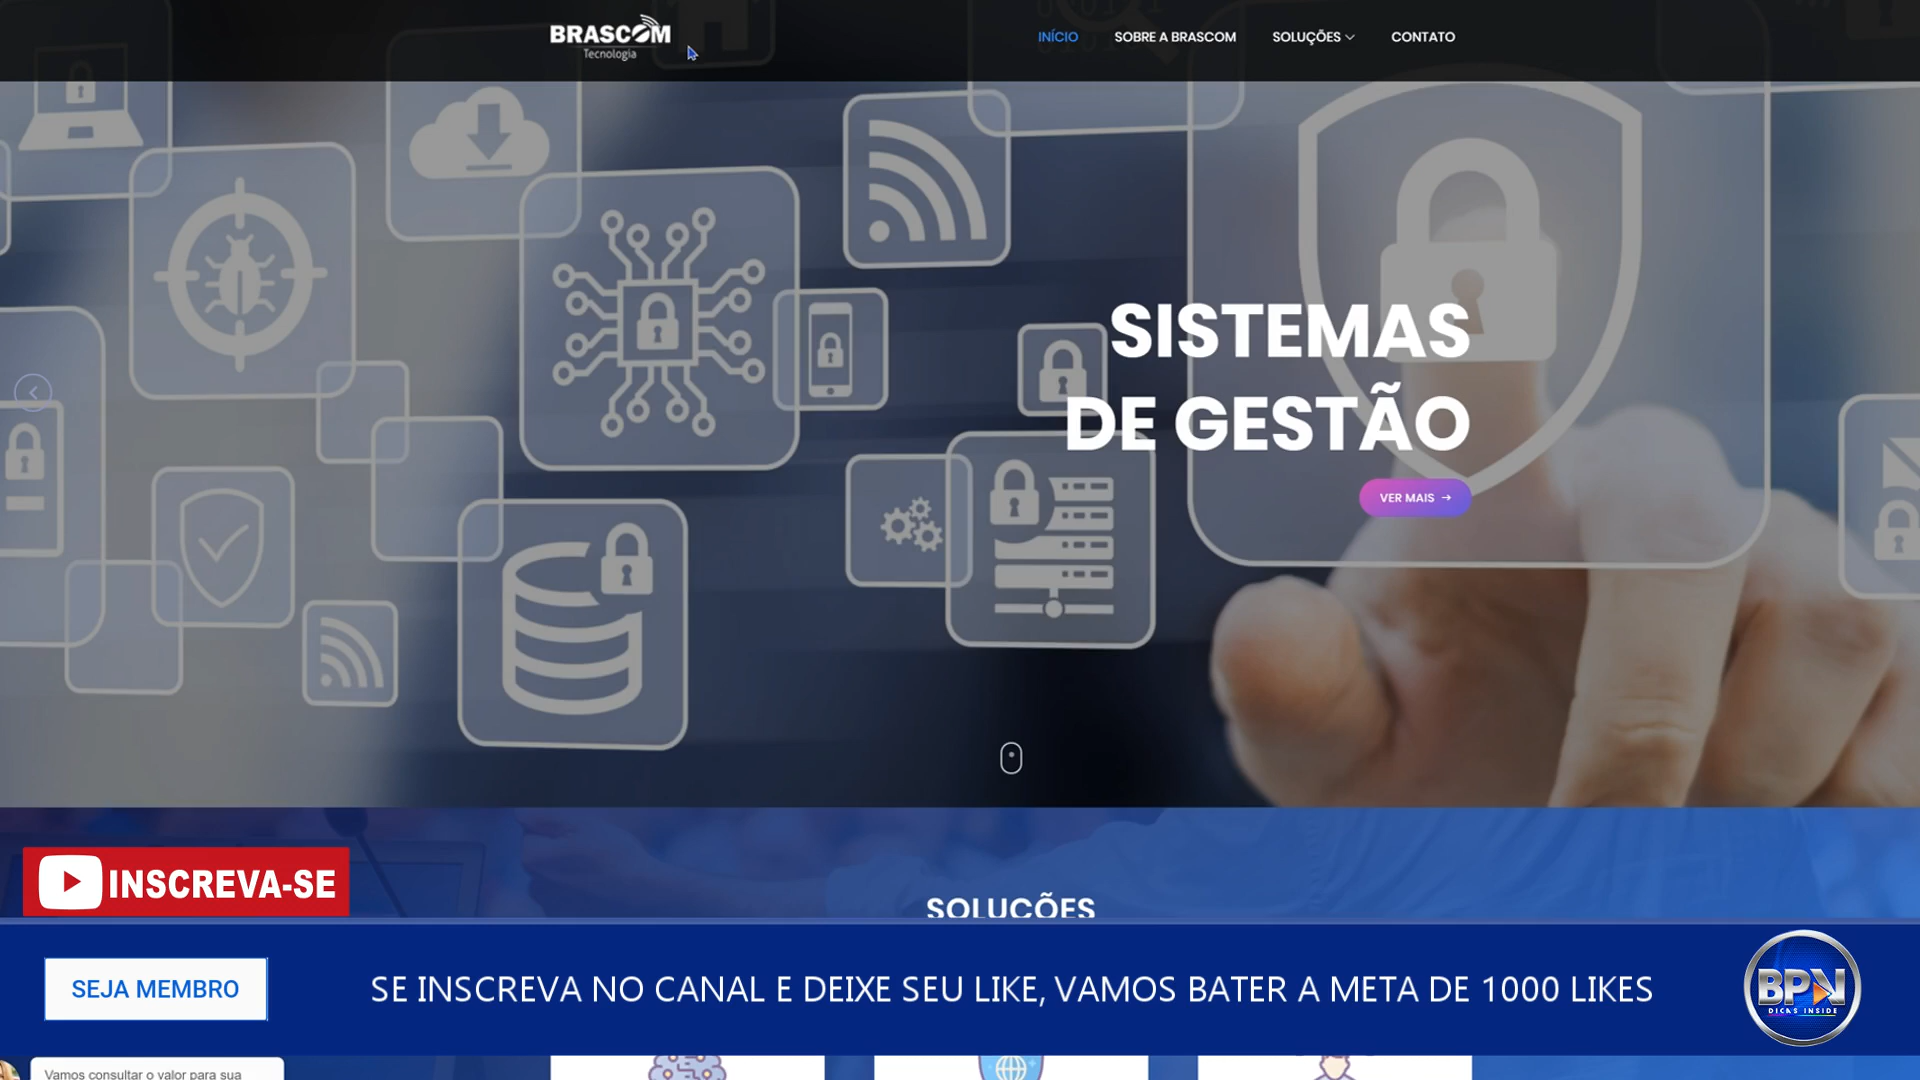 BRASCOM
Tecnologia
INÍCIO
SOBRE A BRASCOM
SOLUÇÕES
CONTATO
SISTEMAS
DE GESTÃO
VER MAIS →
INSCREVA-SE
SOLUÇÕES
SEJA MEMBRO
SE INSCREVA NO CANAL E DEIXE SEU LIKE, VAMOS BATER A META DE 1000 LIKES
BPN
DICAS INSIDE
Vamos consultar o valor para sua